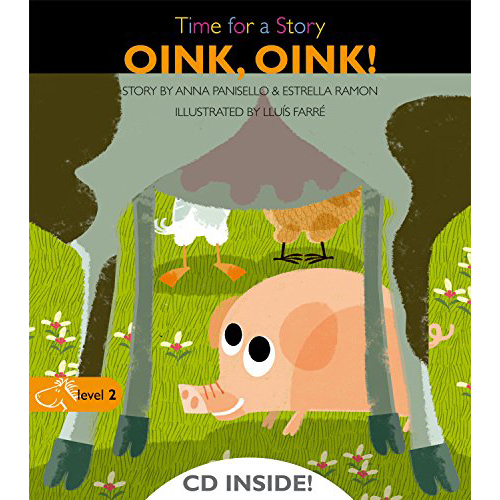 Time for a Story
OINK, OINK!
STORY BY ANNA PANISELLO & ESTRELLA RAMON
ILLUSTRATED BY LLUÍS FARRÉ
level 2
CD INSIDE!